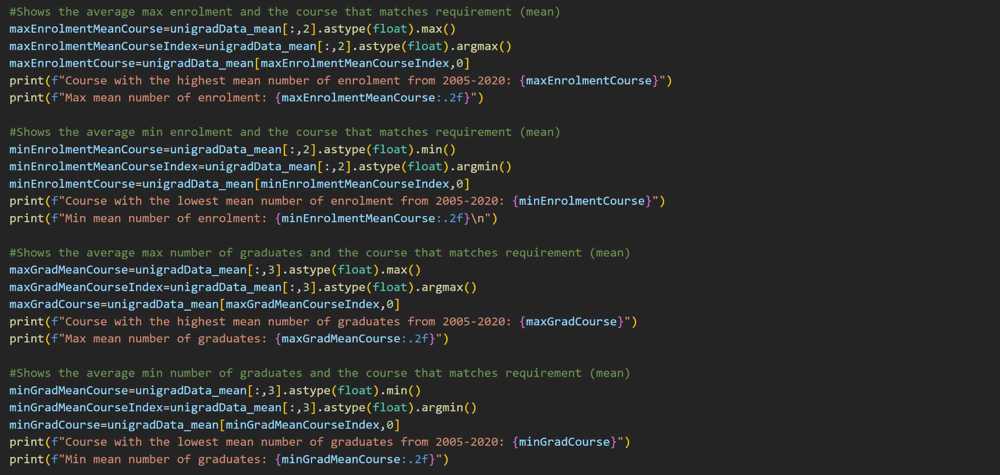 #Shows the average max enrolment and the course that matches requirement (mean)
maxEnrolmentMeanCourse=unigradData_mean[:,2].astype(float).max()
maxEnrolmentMeanCourseIndex=unigradData_mean[:,2].astype(float).argmax()
maxEnrolmentCourse=unigradData_mean[maxEnrolmentMeanCourseIndex,0]
print(f"Course with the highest mean number of enrolment from 2005-2020: {maxEnrolmentCourse}")
print(f"Max mean number of enrolment: {maxEnrolmentMeanCourse:.2f}")

#Shows the average min enrolment and the course that matches requirement (mean)
minEnrolmentMeanCourse=unigradData_mean[:,2].astype(float).min()
minEnrolmentMeanCourseIndex=unigradData_mean[:,2].astype(float).argmin()
minEnrolmentCourse=unigradData_mean[minEnrolmentMeanCourseIndex,0]
print(f"Course with the lowest mean number of enrolment from 2005-2020: {minEnrolmentCourse}")
print(f"Min mean number of enrolment: {minEnrolmentMeanCourse:.2f}\n")

#Shows the average max number of graduates and the course that matches requirement (mean)
maxGradMeanCourse=unigradData_mean[:,3].astype(float).max()
maxGradMeanCourseIndex=unigradData_mean[:,3].astype(float).argmax()
maxGradCourse=unigradData_mean[maxGradMeanCourseIndex,0]
print(f"Course with the highest mean number of graduates from 2005-2020: {maxGradCourse}")
print(f"Max mean number of graduates: {maxGradMeanCourse:.2f}")

#Shows the average min number of graduates and the course that matches requirement (mean)
minGradMeanCourse=unigradData_mean[:,3].astype(float).min()
minGradMeanCourseIndex=unigradData_mean[:,3].astype(float).argmin()
minGradCourse=unigradData_mean[minGradMeanCourseIndex,0]
print(f"Course with the lowest mean number of graduates from 2005-2020: {minGradCourse}")
print(f"Min mean number of graduates: {minGradMeanCourse:.2f}")